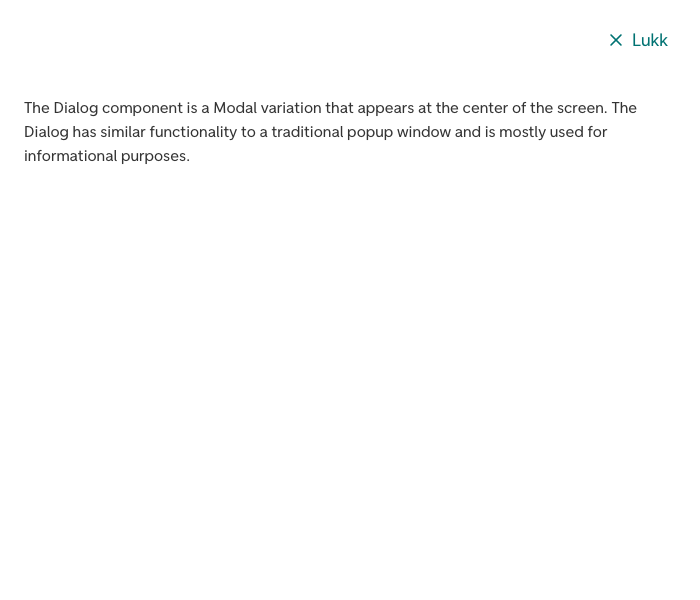 Lukk
The Dialog component is a Modal variation that appears at the center of the screen. The
Dialog has similar functionality to a traditional popup window and is mostly used for
informational purposes.